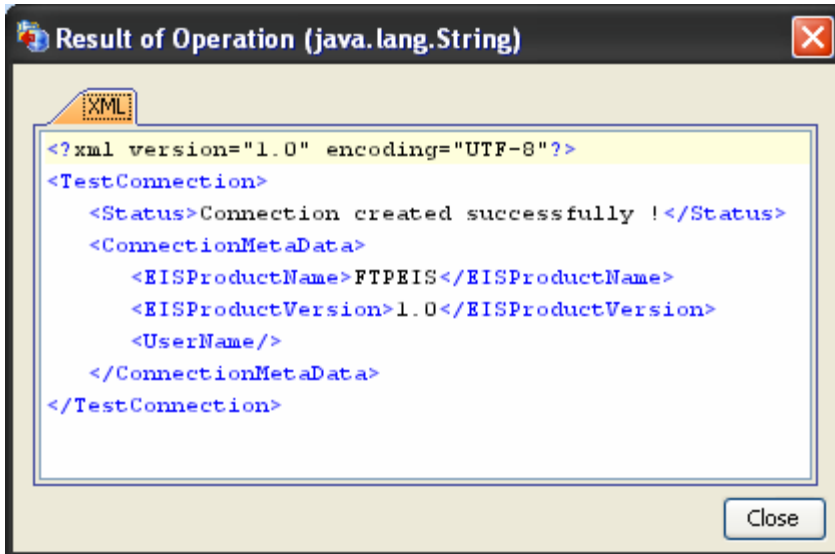 Result of Operation (java.lang.String)
XML
<?xml version="1.0" encoding="UTF-8"?>
<TestConnection>
<Status>Connection created successfully !</Status>
<ConnectionMetaData>
<EISProductName>FTPEIS</EISProductName>
<EISProductVersion>1.0</EISProductVersion>
<UserName/>
</ConnectionMetaData>
</TestConnection>
Close